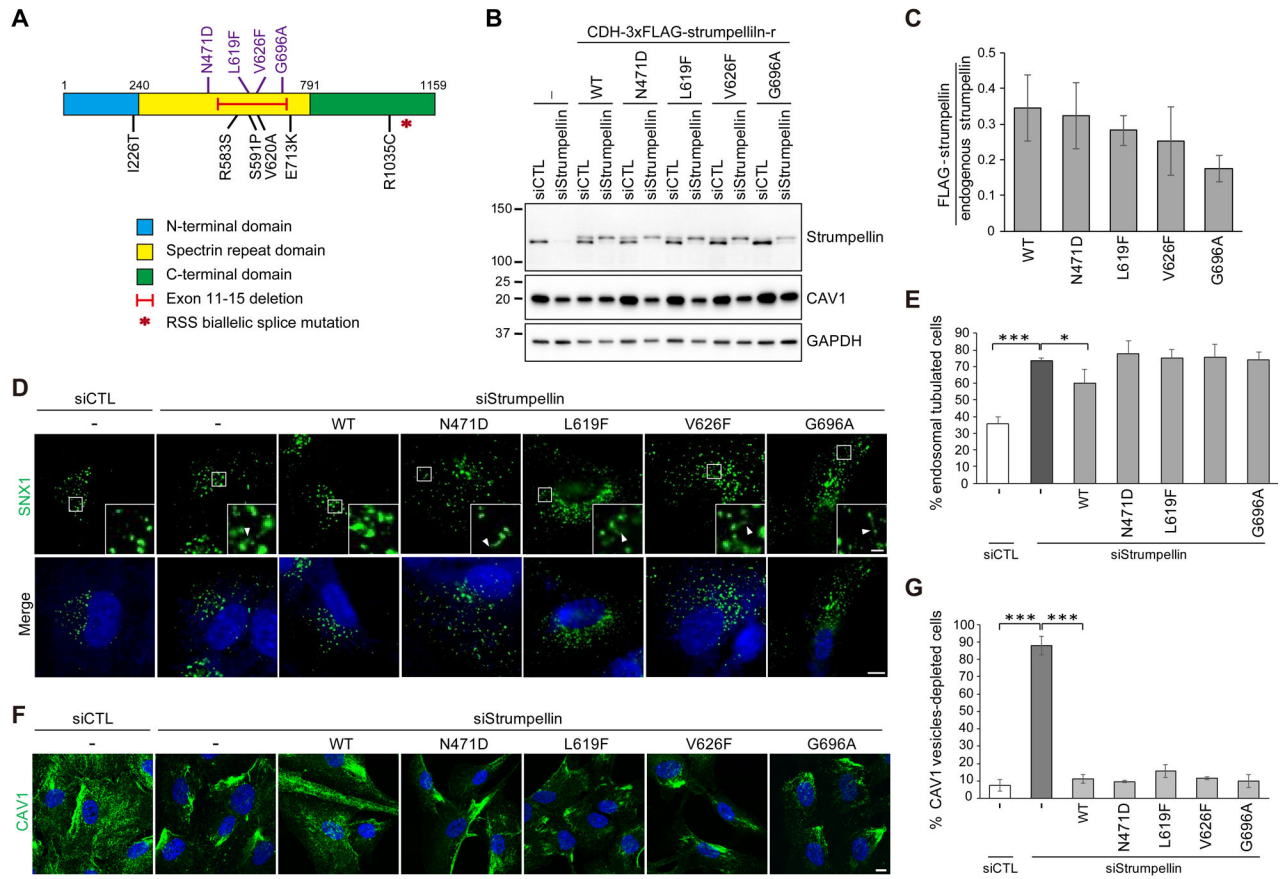 A
N471D
L619F
V626F
G696A
1
240
791
1159
*
I226T
R583S
S591P
V620A
E713K
R1035C
N-terminal domain
Spectrin repeat domain
C-terminal domain
Exon 11-15 deletion
* RSS biallelic splice mutation
B
CDH-3xFLAG-strumpelliln-r
–
WT
N471D
L619F
V626F
G696A
siCTL
siStrumpellin
siCTL
siStrumpellin
siCTL
siStrumpellin
siCTL
siStrumpellin
siCTL
siStrumpellin
siCTL
siStrumpellin
150
100
Strumpellin
25
20
CAV1
37
GAPDH
C
FLAG - strumpellin
endogenous strumpellin
0.5
0.4
0.3
0.2
0.1
0
WT
N471D
L619F
V626F
G696A
D
siCTL
siStrumpellin
-
-
WT
N471D
L619F
V626F
G696A
SNX1
Merge
E
% endosomal tubulated cells
90
80
70
60
50
40
30
20
10
0
***
*
-
-
WT
N471D
L619F
G696A
siCTL
siStrumpellin
F
siCTL
siStrumpellin
-
-
WT
N471D
L619F
V626F
G696A
CAV1
G
% CAV1 vesicles-depleted cells
100
90
80
70
60
50
40
30
20
10
0
***
***
-
-
WT
N471D
L619F
V626F
G696A
siCTL
siStrumpellin